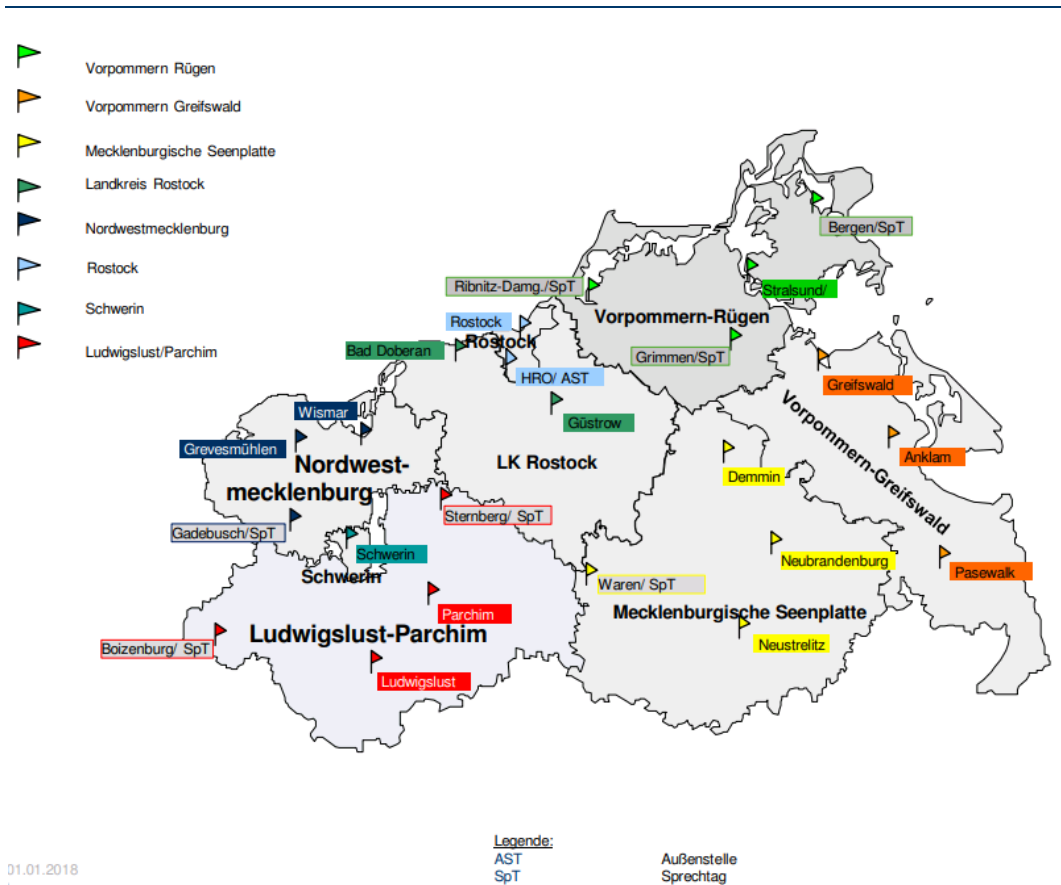 Vorpommern Rügen
Vorpommern Greifswald
Mecklenburgische Seenplatte
Landkreis Rostock
Nordwestmecklenburg
Rostock
Schwerin
Ludwigslust/Parchim
Bergen/SpT
Stralsund/
Ribnitz-Damg./SpT
Vorpommern-Rügen
Rostock
Rostock
Bad Doberan
Grimmen/SpT
HRO/ AST
Greifswald
Wismar
Güstrow
Vorpommern-Greifswald
Grevesmühlen
Anklam
Nordwest-
mecklenburg
LK Rostock
Demmin
Sternberg/ SpT
Gadebusch/SpT
Schwerin
Neubrandenburg
Schwerin
Pasewalk
Waren/ SpT
Parchim
Mecklenburgische Seenplatte
Ludwigslust-Parchim
Boizenburg/ SpT
Neustrelitz
Ludwigslust
Legende:
AST Außenstelle
SpT Sprechtag
01.01.2018